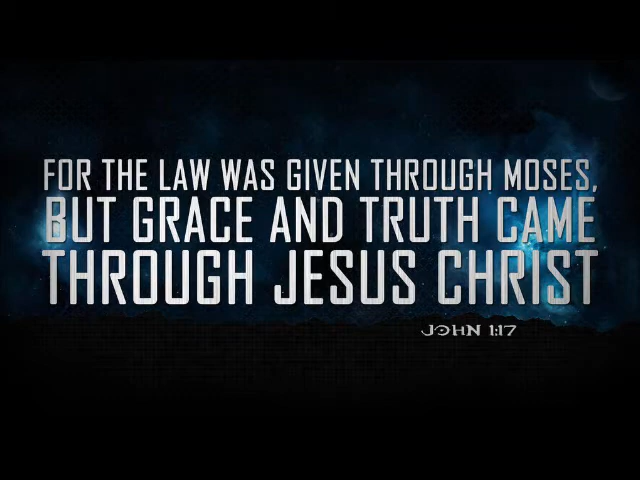 FOR THE LAW WAS GIVEN THROUGH MOSES,
BUT GRACE AND TRUTH CAME
THROUGH JESUS CHRIST
JOHN 1:17